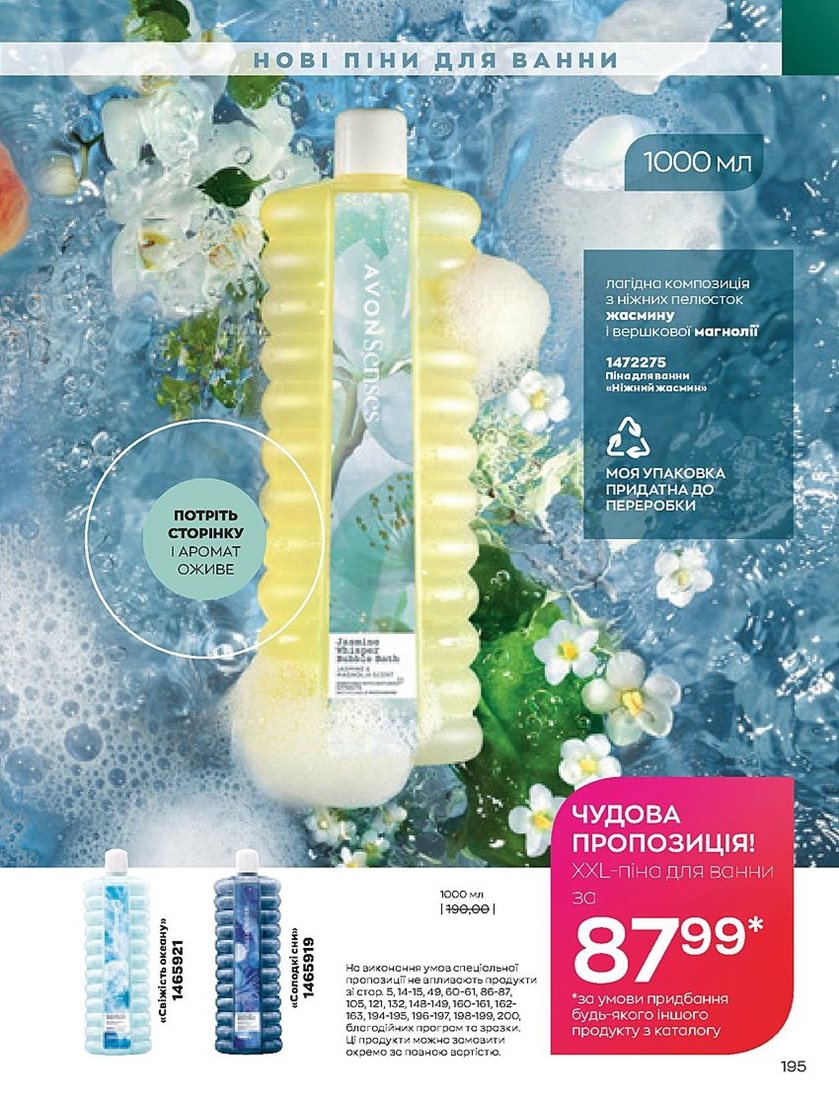 НОВІ ПІНИ ДЛЯ ВАННИ
1000 МЛ
лагідна композиція
з ніжних пелюсток
жасмину
і вершкової магнолії
1472275
Піна для ванни
«Ніжний жасмин»
МОЯ УПАКОВКА
ПРИДАТНА ДО
ПЕРЕРОБКИ
AVON Senses
ПОТРІТЬ
СТОРІНКУ
І АРОМАТ
ОЖИВЕ
Jasmine
Whisper
Bubble Bath
JASMINE &
MAGNOLIA SCENT
ЧУДОВА
ПРОПОЗИЦІЯ!
XXL-піна для ванни
за
87 99*
*за умови придбання
будь-якого іншого
продукту з каталогу
«Свіжість океану»
1465921
«Солодкі сни»
1465919
1000 мл
| 190,00 |
На виконання умов спеціальної
пропозиції не впливають продукти
зі стор. 5, 14-15, 49, 60-61, 86-87,
105, 121, 132, 148-149, 160-161, 162-
163, 194-195, 196-197, 198-199, 200,
благодійних програм та зразки.
Ці продукти можна замовити
окремо за повною вартістю.
195